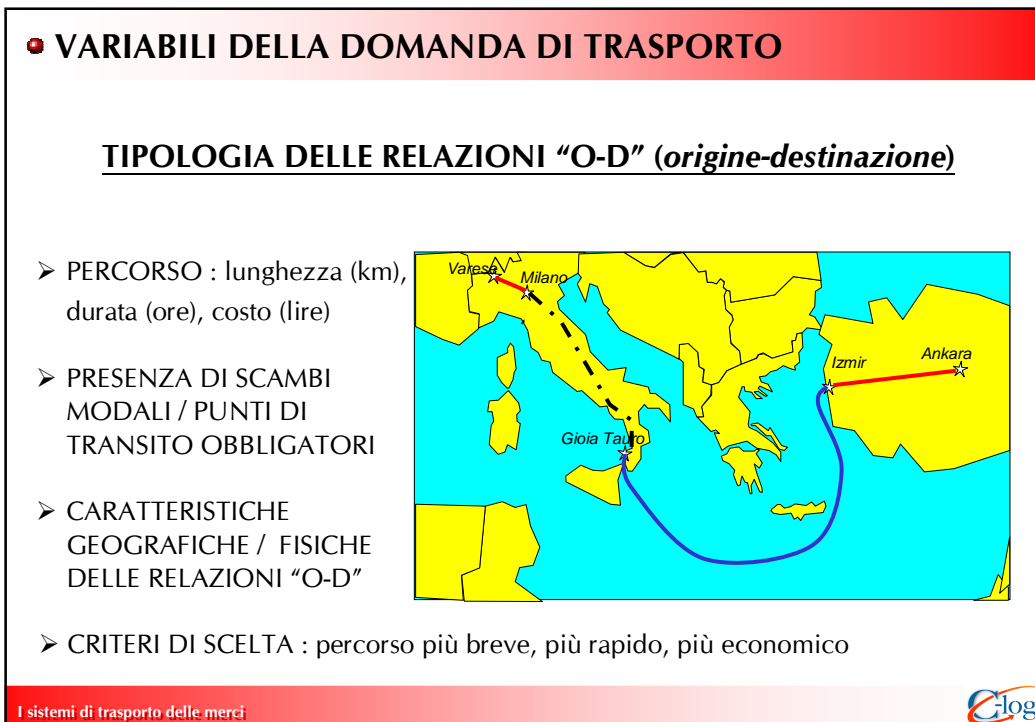 VARIABILI DELLA DOMANDA DI TRASPORTO
TIPOLOGIA DELLE RELAZIONI “O-D” (origine-destinazione)
➢ PERCORSO : lunghezza (km),
durata (ore), costo (lire)
➢ PRESENZA DI SCAMBI
MODALI / PUNTI DI
TRANSITO OBBLIGATORI
➢ CARATTERISTICHE
GEOGRAFICHE / FISICHE
DELLE RELAZIONI “O-D”
Varese
Milano
Gioia Tauro
Izmir
Ankara
➢ CRITERI DI SCELTA : percorso più breve, più rapido, più economico
I sistemi di trasporto delle merci
C-log